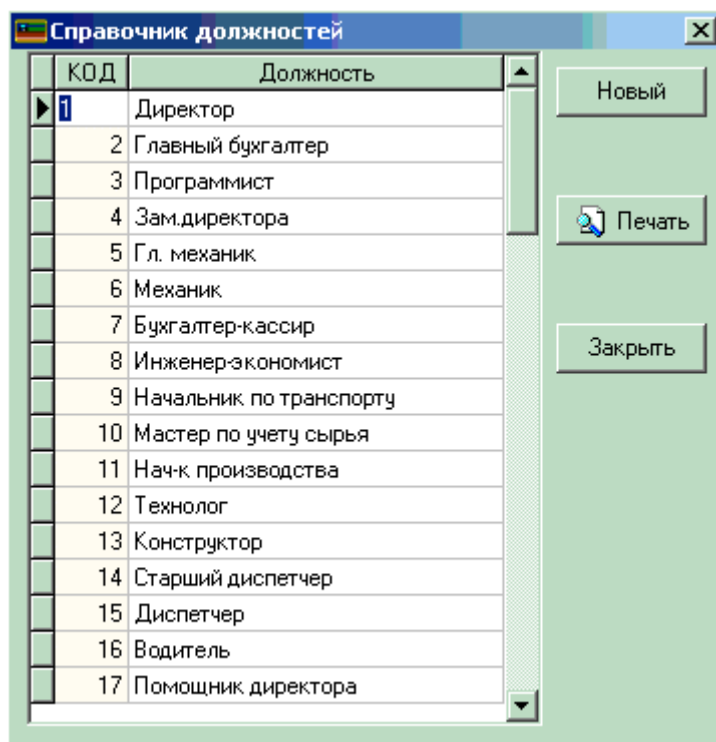 Справочник должностей
КОД Должность
Новый
1 Директор
2 Главный бухгалтер
3 Программист
4 Зам.директора
Печать
5 Гл. механик
6 Механик
7 Бухгалтер-кассир
8 Инженер-экономист
Закрыть
9 Начальник по транспорту
10 Мастер по учету сырья
11 Нач-к производства
12 Технолог
13 Конструктор
14 Старший диспетчер
15 Диспетчер
16 Водитель
17 Помощник директора